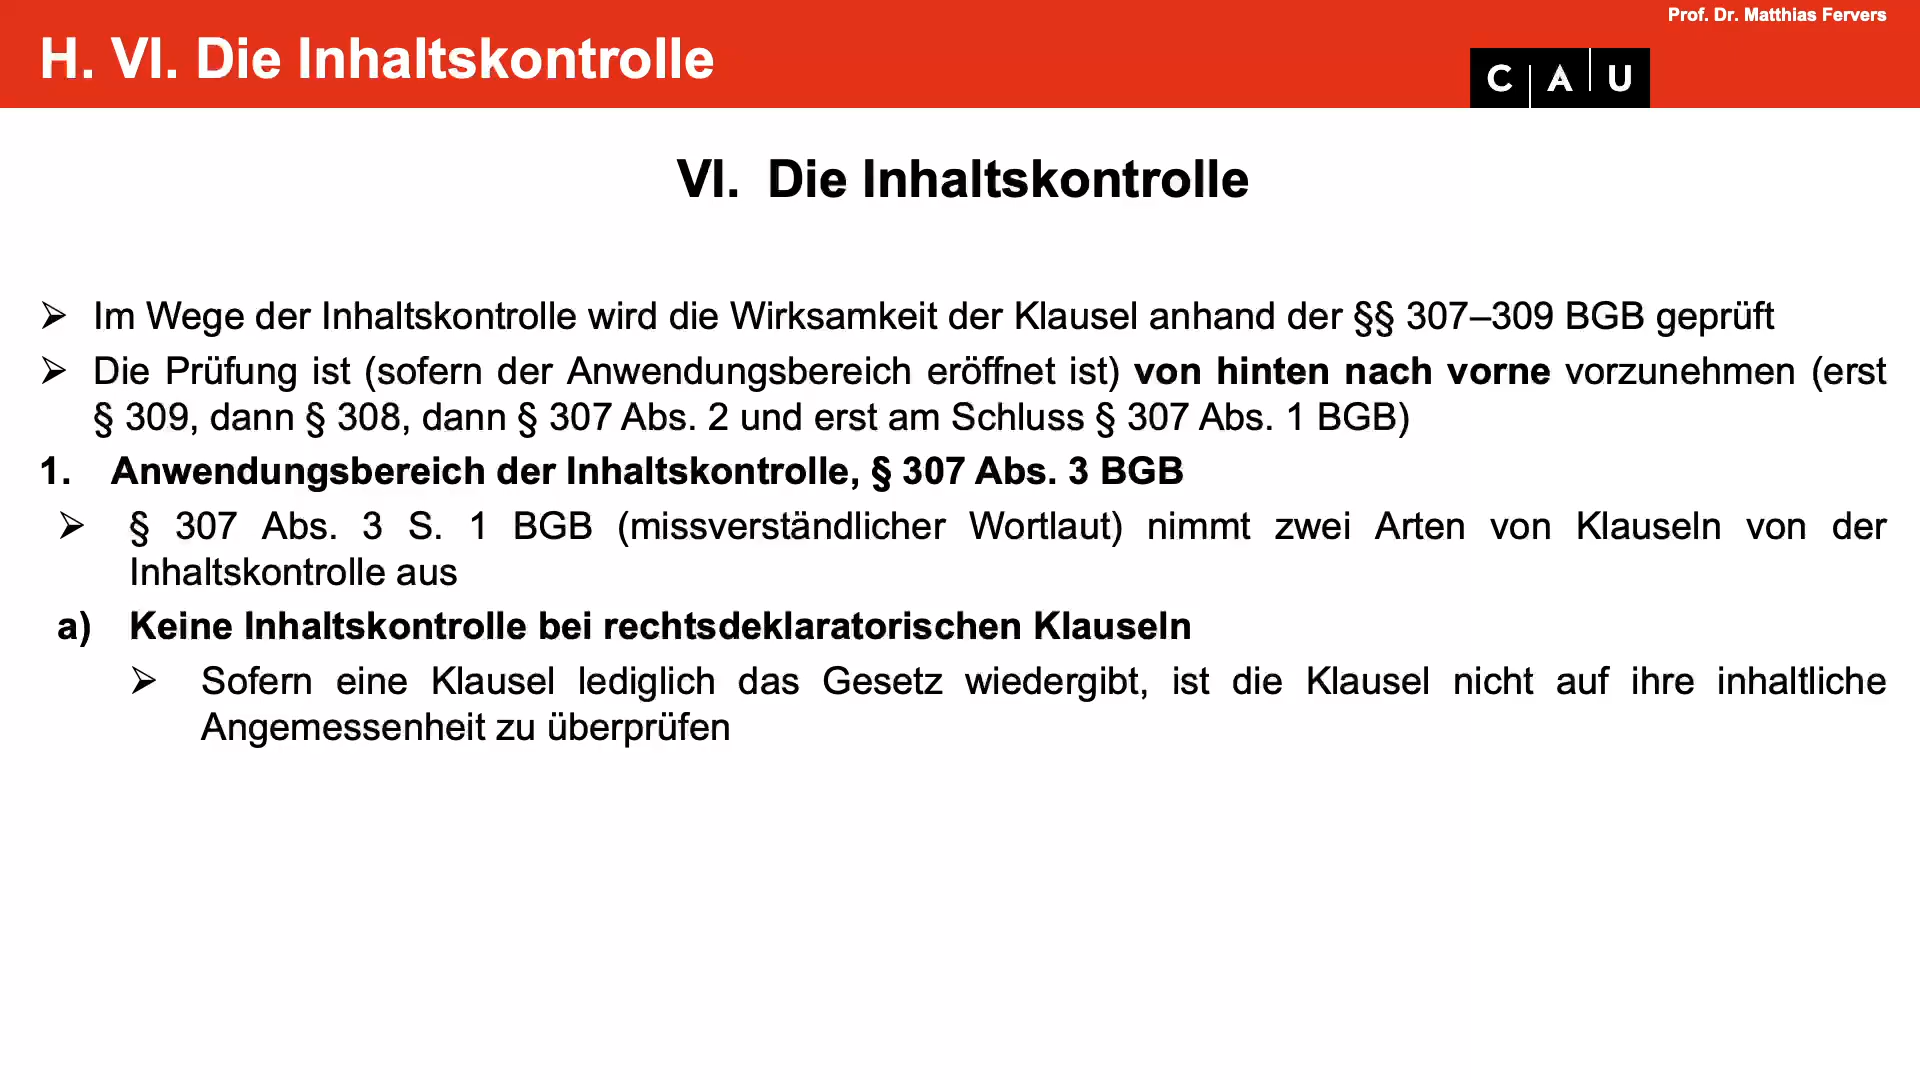 Prof. Dr. Matthias Fervers
H. VI. Die Inhaltskontrolle
C A U
VI. Die Inhaltskontrolle
➢ Im Wege der Inhaltskontrolle wird die Wirksamkeit der Klausel anhand der §§ 307–309 BGB geprüft
➢ Die Prüfung ist (sofern der Anwendungsbereich eröffnet ist) von hinten nach vorne vorzunehmen (erst
§ 309, dann § 308, dann § 307 Abs. 2 und erst am Schluss § 307 Abs. 1 BGB)
1. Anwendungsbereich der Inhaltskontrolle, § 307 Abs. 3 BGB
➢ § 307 Abs. 3 S. 1 BGB (missverständlicher Wortlaut) nimmt zwei Arten von Klauseln von der
Inhaltskontrolle aus
a) Keine Inhaltskontrolle bei rechtsdeklaratorischen Klauseln
➢ Sofern eine Klausel lediglich das Gesetz wiedergibt, ist die Klausel nicht auf ihre inhaltliche
Angemessenheit zu überprüfen